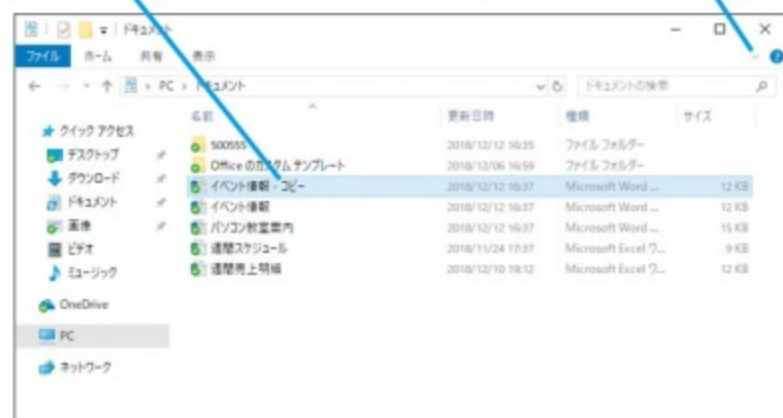 ドキュメント
ファイル ホーム 共有 表示
PC › ドキュメント ドキュメントの検索
名前 更新日時 種類 サイズ
クイック アクセス
デスクトップ
ダウンロード
ドキュメント
画像
ビデオ
ミュージック
OneDrive
PC
ネットワーク
500555 2018/12/12 16:35 ファイル フォルダー
Office のカスタム テンプレート 2018/12/06 16:59 ファイル フォルダー
イベント情報 - コピー 2018/12/12 16:37 Microsoft Word ... 12 KB
イベント情報 2018/12/12 16:37 Microsoft Word ... 12 KB
パソコン教室案内 2018/12/12 16:37 Microsoft Word ... 15 KB
週間スケジュール 2018/11/24 17:37 Microsoft Excel ワ... 9 KB
週間売上明細 2018/12/10 19:12 Microsoft Excel ワ... 12 KB